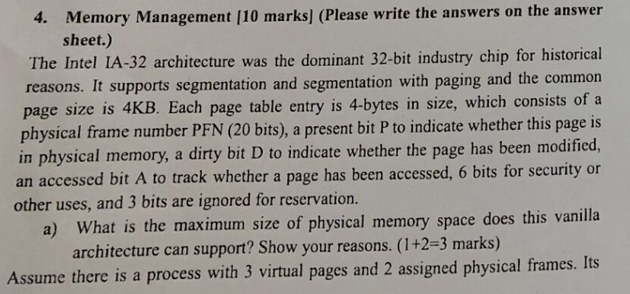 4. Memory Management [10 marks] (Please write the answers on the answer
sheet.)
The Intel IA-32 architecture was the dominant 32-bit industry chip for historical
reasons. It supports segmentation and segmentation with paging and the common
page size is 4KB. Each page table entry is 4-bytes in size, which consists of a
physical frame number PFN (20 bits), a present bit P to indicate whether this page is
in physical memory, a dirty bit D to indicate whether the page has been modified,
an accessed bit A to track whether a page has been accessed, 6 bits for security or
other uses, and 3 bits are ignored for reservation.
a) What is the maximum size of physical memory space does this vanilla
architecture can support? Show your reasons. (1+2=3 marks)
Assume there is a process with 3 virtual pages and 2 assigned physical frames. Its